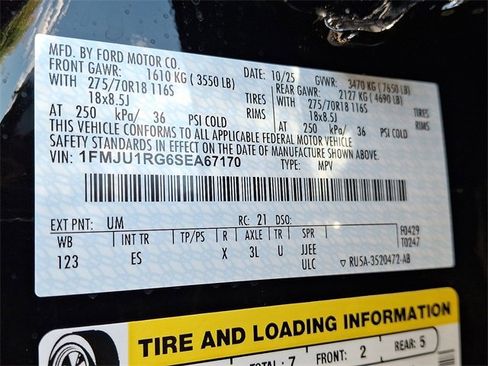 MFD. BY FORD MOTOR CO.
DATE: 10/25 GVWR: 3470 KG (7650 LB)
FRONT GAWR: 1610 KG (3550 LB) REAR GAWR: 2127 KG (4690 LB)
WITH 275/70R18 116S TIRES WITH 275/70R18 116S TIRES
18x8.5J RIMS 18x8.5J RIMS
AT 250 kPa/ 36 PSI COLD AT 250 kPa/ 36 PSI COLD
THIS VEHICLE CONFORMS TO ALL APPLICABLE FEDERAL MOTOR VEHICLE
SAFETY STANDARDS IN EFFECT ON THE DATE OF MANUFACTURE SHOWN ABOVE.
VIN: 1FMJU1RG6SEA67170 TYPE: MPV
EXT PNT: UM RC: 21 DSO: F0429
WB INT TR TP/PS R AXLE TR SPR T0247
123 ES X 3L U JJEE
ULC ▽ RU5A-3520472-AB
TIRE AND LOADING INFORMATION
TOTAL: 7 FRONT: 2 REAR: 5